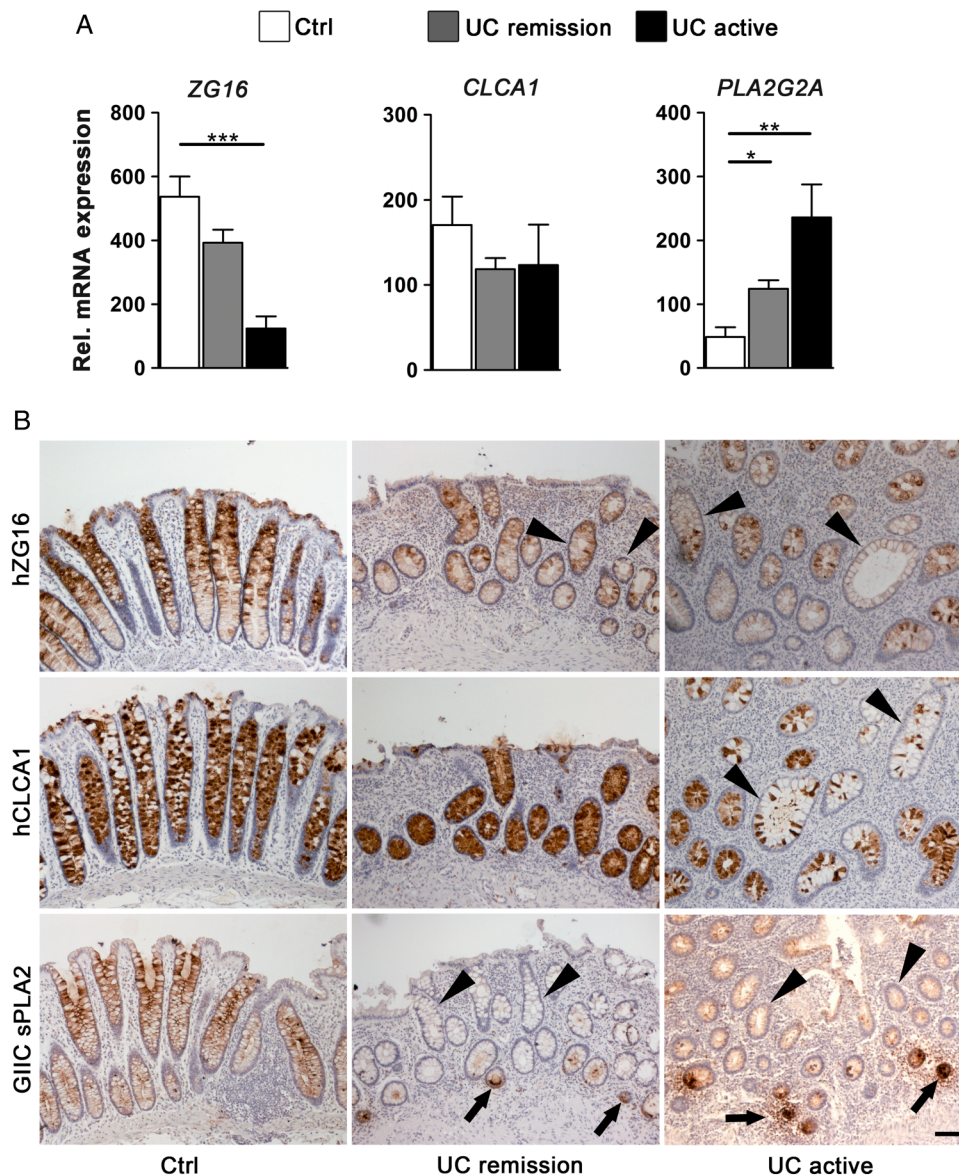 A
Ctrl UC remission UC active
ZG16 CLCA1 PLA2G2A
Rel. mRNA expression
800
600
400
200
0
***
300
200
100
0
400
300
200
100
0
**
*
B
hZG16
hCLCA1
GIIC sPLA2
Ctrl UC remission UC active